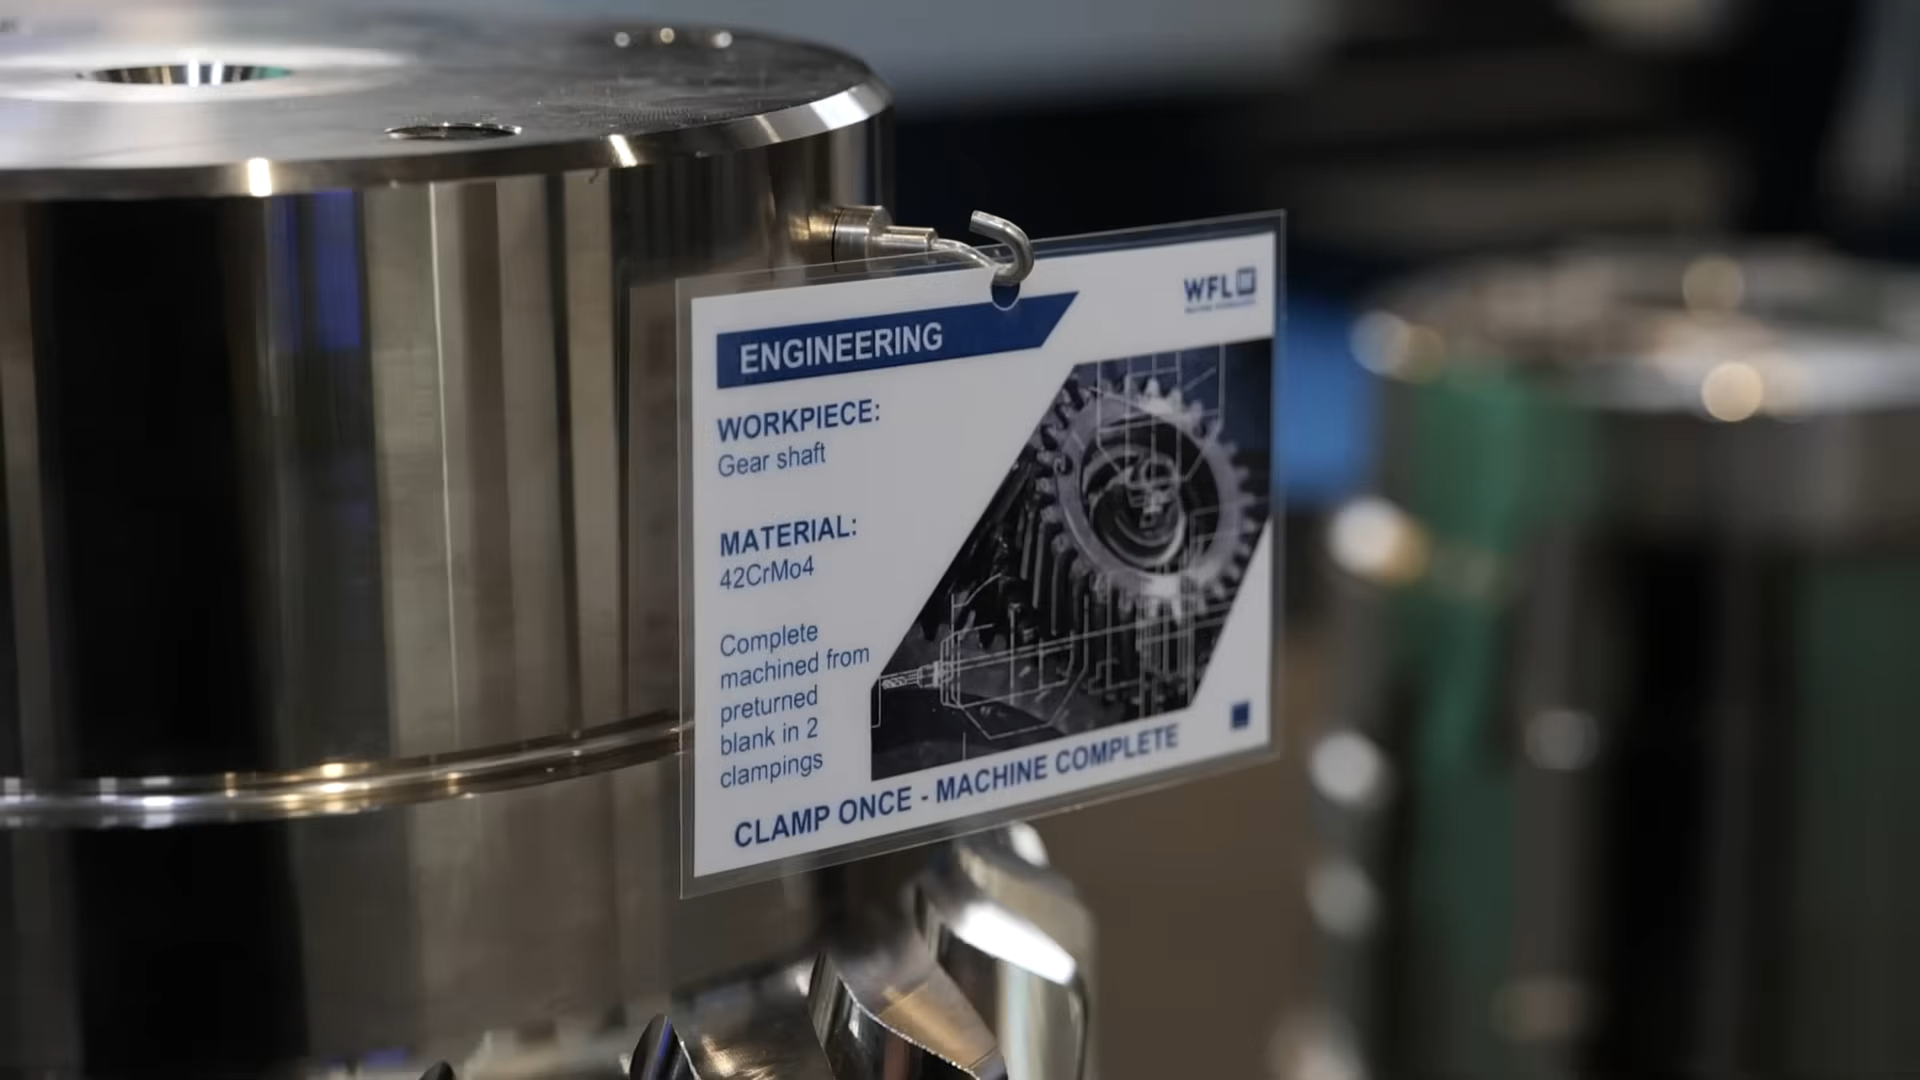 WFL
ENGINEERING
WORKPIECE:
Gear shaft
MATERIAL:
42CrMo4
Complete
machined from
preturned
blank in 2
clampings
CLAMP ONCE - MACHINE COMPLETE